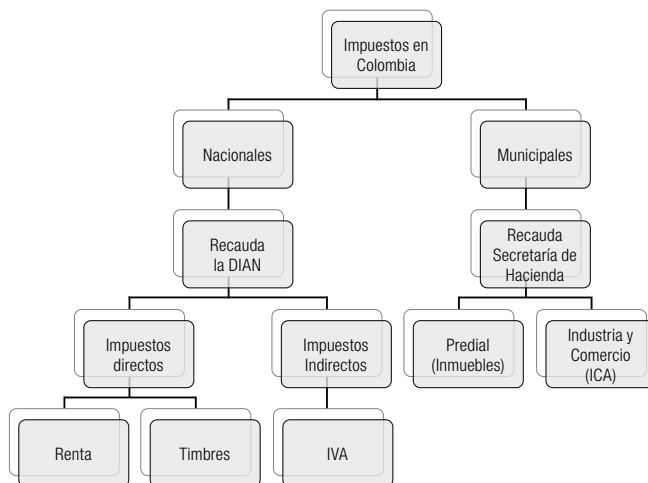 Impuestos en
Colombia
Nacionales
Municipales
Recauda
la DIAN
Recauda
Secretaría de
Hacienda
Impuestos
directos
Impuestos
Indirectos
Predial
(Inmuebles)
Industria y
Comercio
(ICA)
Renta
Timbres
IVA